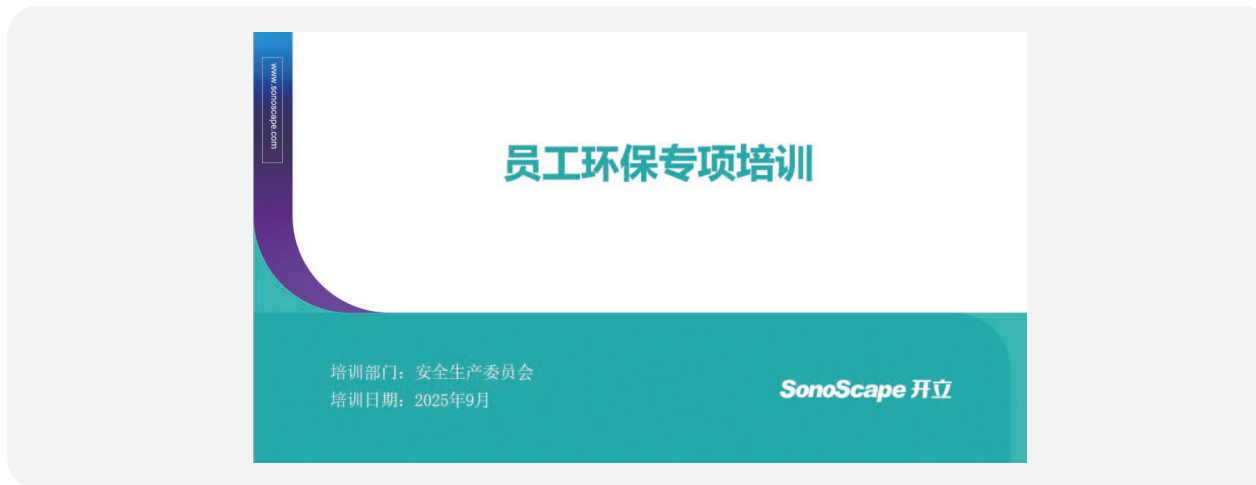 www.sonoscape.com
员工环保专项培训
培训部门：安全生产委员会
培训日期：2025年9月
SonoScape 开立